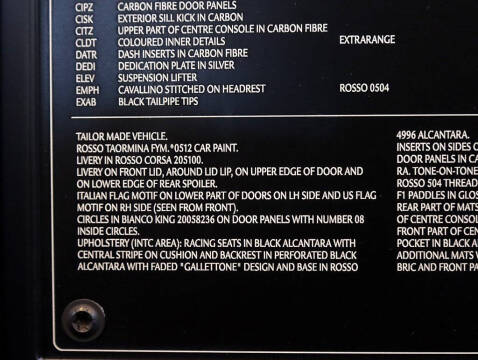 CIPZ CARBON FIBRE DOOR PANELS
CISK EXTERIOR SILL KICK IN CARBON
CITZ UPPER PART OF CENTRE CONSOLE IN CARBON FIBRE
CLDT COLOURED INNER DETAILS EXTRARANGE
DATR DASH INSERTS IN CARBON FIBRE
DEDI DEDICATION PLATE IN SILVER
ELEV SUSPENSION LIFTER
EMPH CAVALLINO STITCHED ON HEADREST ROSSO 0504
EXAB BLACK TAILPIPE TIPS
TAILOR MADE VEHICLE.
ROSSO TAORMINA FYM.*0512 CAR PAINT.
LIVERY IN ROSSO CORSA 205100.
LIVERY ON FRONT LID, AROUND LID LIP, ON UPPER EDGE OF DOOR AND
ON LOWER EDGE OF REAR SPOILER.
ITALIAN FLAG MOTIF ON LOWER PART OF DOORS ON LH SIDE AND US FLAG
MOTIF ON RH SIDE (SEEN FROM FRONT).
CIRCLES IN BIANCO KING 20058236 ON DOOR PANELS WITH NUMBER 08
INSIDE CIRCLES.
UPHOLSTERY (INTC AREA): RACING SEATS IN BLACK ALCANTARA WITH
CENTRAL STRIPE ON CUSHION AND BACKREST IN PERFORATED BLACK
ALCANTARA WITH FADED "GALLETTONE" DESIGN AND BASE IN ROSSO
4996 ALCANTARA.
INSERTS ON SIDES O
DOOR PANELS IN CA
RA. TONE-ON-TONE
ROSSO 504 THREAD
F1 PADDLES IN GLOS
REAR PART OF MATS
OF CENTRE CONSOL
FRONT PART OF CEN
POCKET IN BLACK A
ADDITIONAL MATS W
BRIC AND FRONT PA